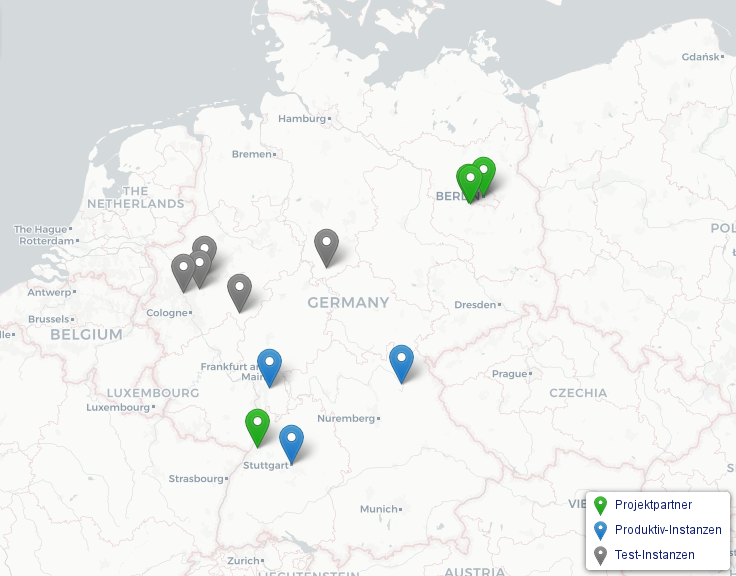 Gdańsk
Hamburg
Bremen
THE
NETHERLANDS
BERLIN
The Hague
Rotterdam
POL
Antwerp
GERMANY
Dresden
Cologne
Brussels
BELGIUM
Frankfurt am
Main
Prague
LUXEMBOURG
CZECHIA
Luxembourg
Nuremberg
Stuttgart
Strasbourg
Munich
Zurich
LIECHTENSTEIN
AUSTRIA
Projektpartner
Produktiv-Instanzen
Test-Instanzen